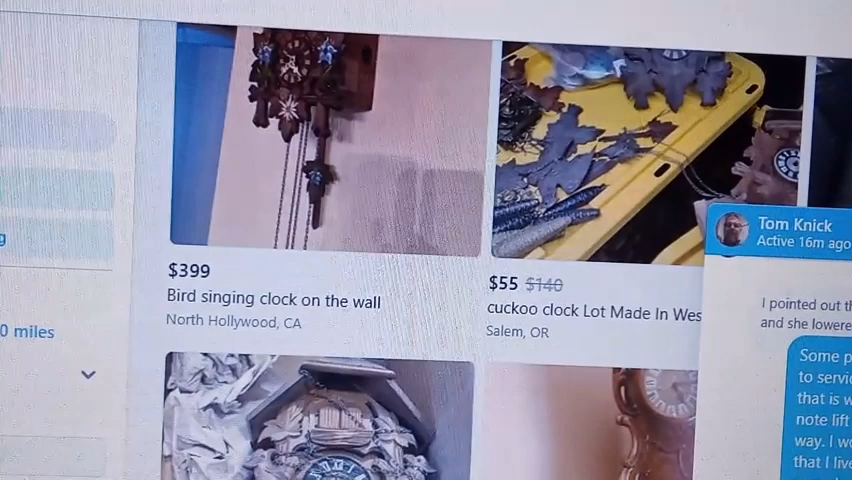 0 miles
$399
Bird singing clock on the wall
North Hollywood, CA
$55 $140
cuckoo clock Lot Made In Wes
Salem, OR
Tom Knick
Active 16m ago
I pointed out th
and she lowere
Some p
to servic
that is w
note lift
way. I wo
that I live